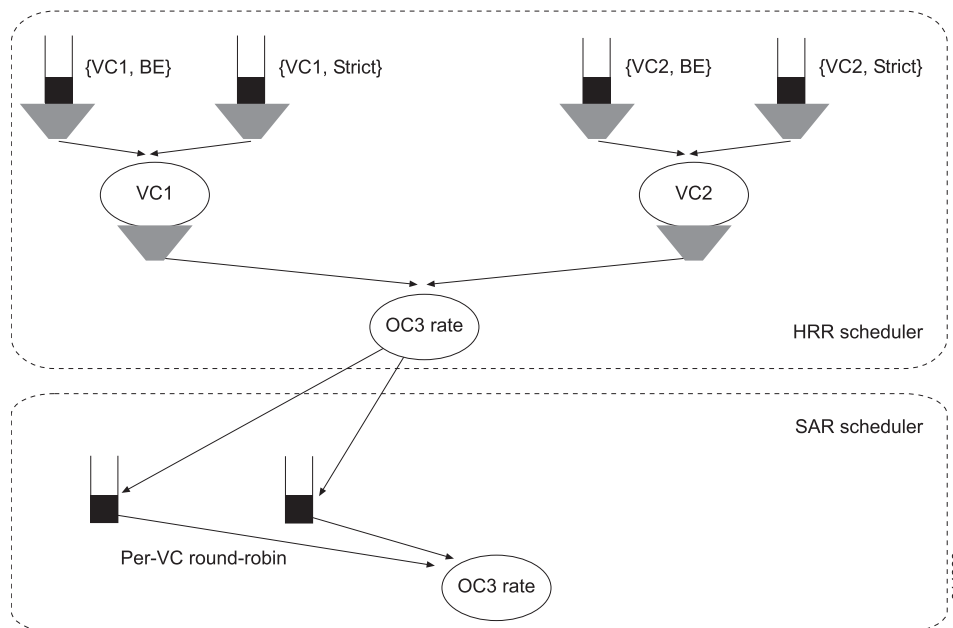 {VC1, BE} {VC1, Strict} {VC2, BE} {VC2, Strict}
VC1 VC2
OC3 rate
HRR scheduler
SAR scheduler
Per-VC round-robin
OC3 rate